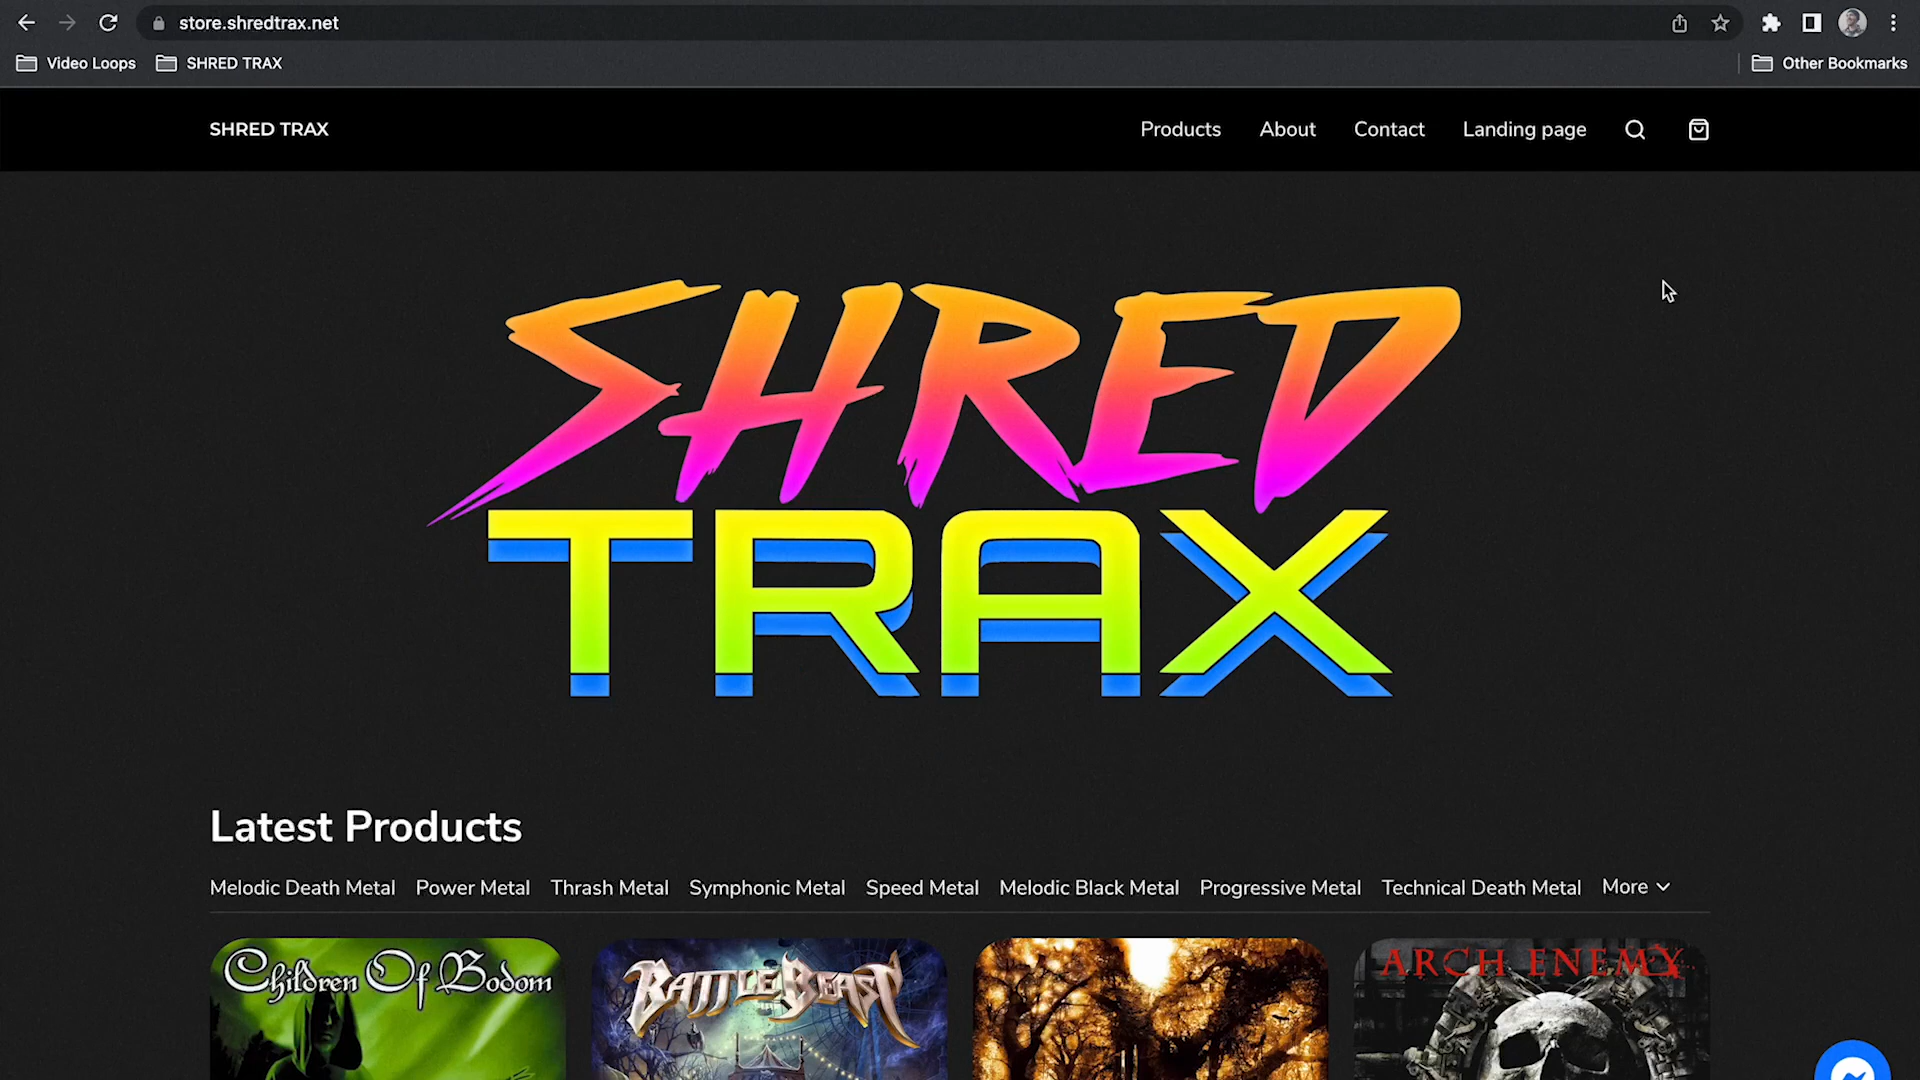 store.shredtrax.net
Video Loops SHRED TRAX Other Bookmarks
SHRED TRAX Products About Contact Landing page
SHRED
TRAX
Latest Products
Melodic Death Metal Power Metal Thrash Metal Symphonic Metal Speed Metal Melodic Black Metal Progressive Metal Technical Death Metal More
Children Of Bodom BATTLE BEAST ARCH ENEMY